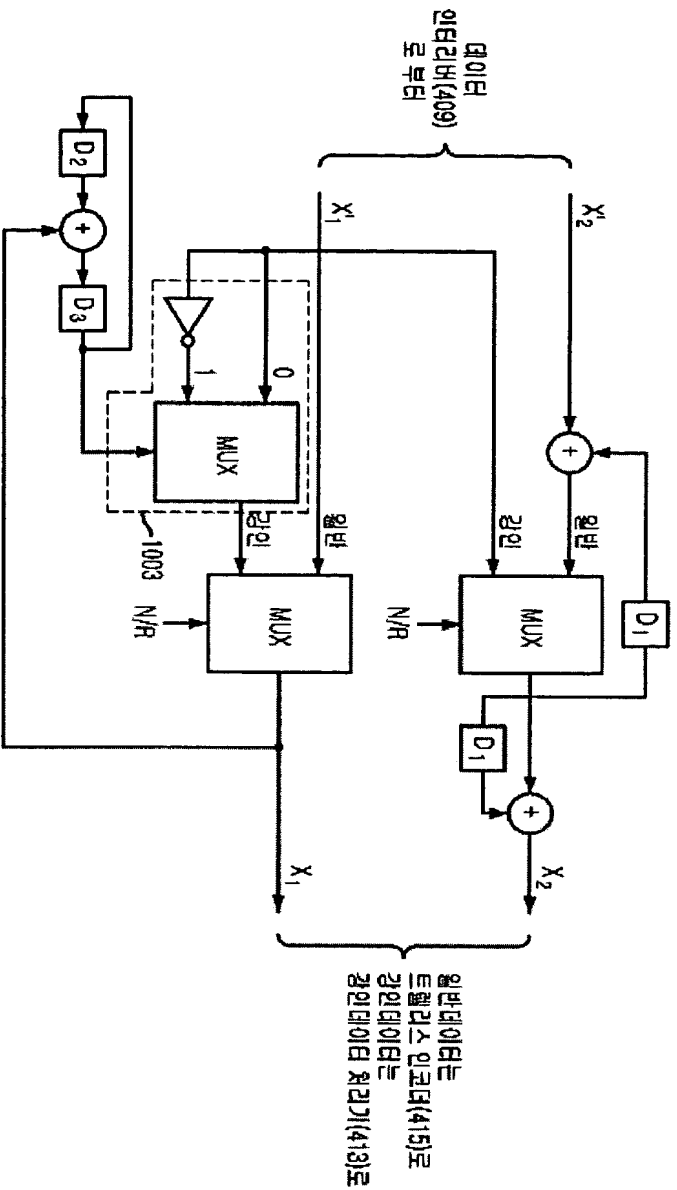 데이터
인터리버(409)
로 부터
X'2
X'1
+
일반
강인
MUX
N/R
D1
D1
+
X2
0
1
MUX
1003
일반
강인
MUX
N/R
X1
D2
+
D3
일반데이터는
트렐리스 인코더(415)로
강인데이터는
강인데이터 처리기(413)로